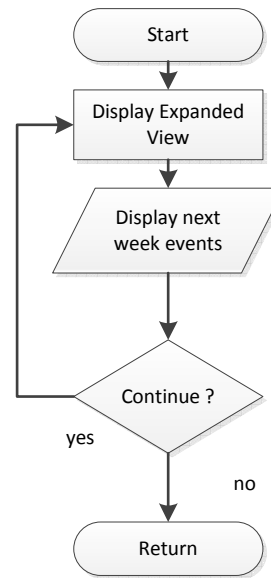 Start
Display Expanded
View
Display next
week events
Continue ?
yes
no
Return